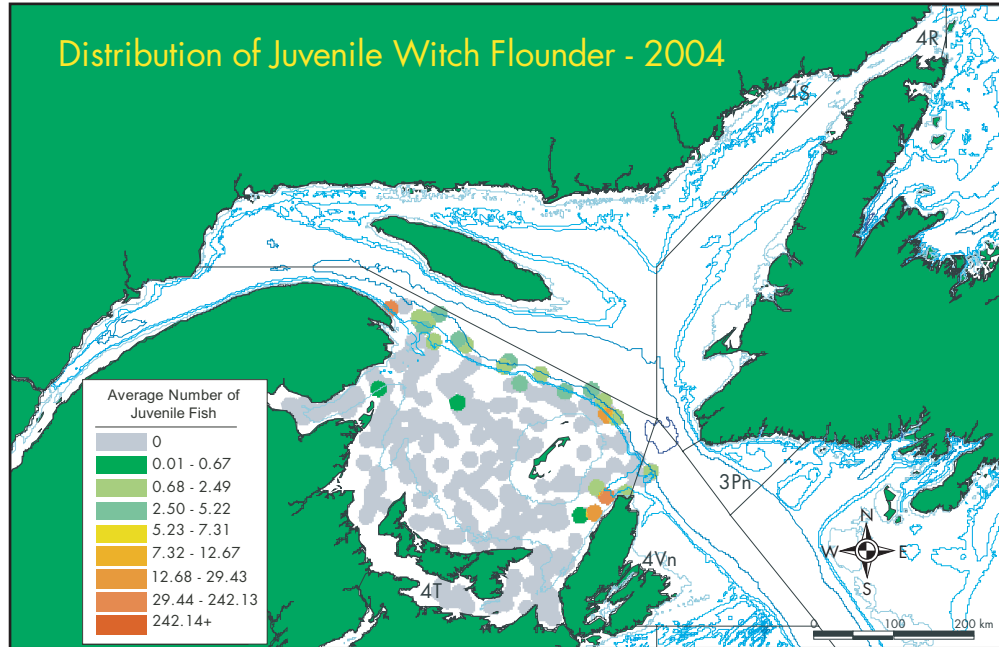 Distribution of Juvenile Witch Flounder - 2004
4R
4S
Average Number of
Juvenile Fish
0
0.01 - 0.67
0.68 - 2.49
2.50 - 5.22
5.23 - 7.31
7.32 - 12.67
12.68 - 29.43
29.44 - 242.13
242.14+
3Pn
N
W E
S
4Vn
4T
0 100 200 km